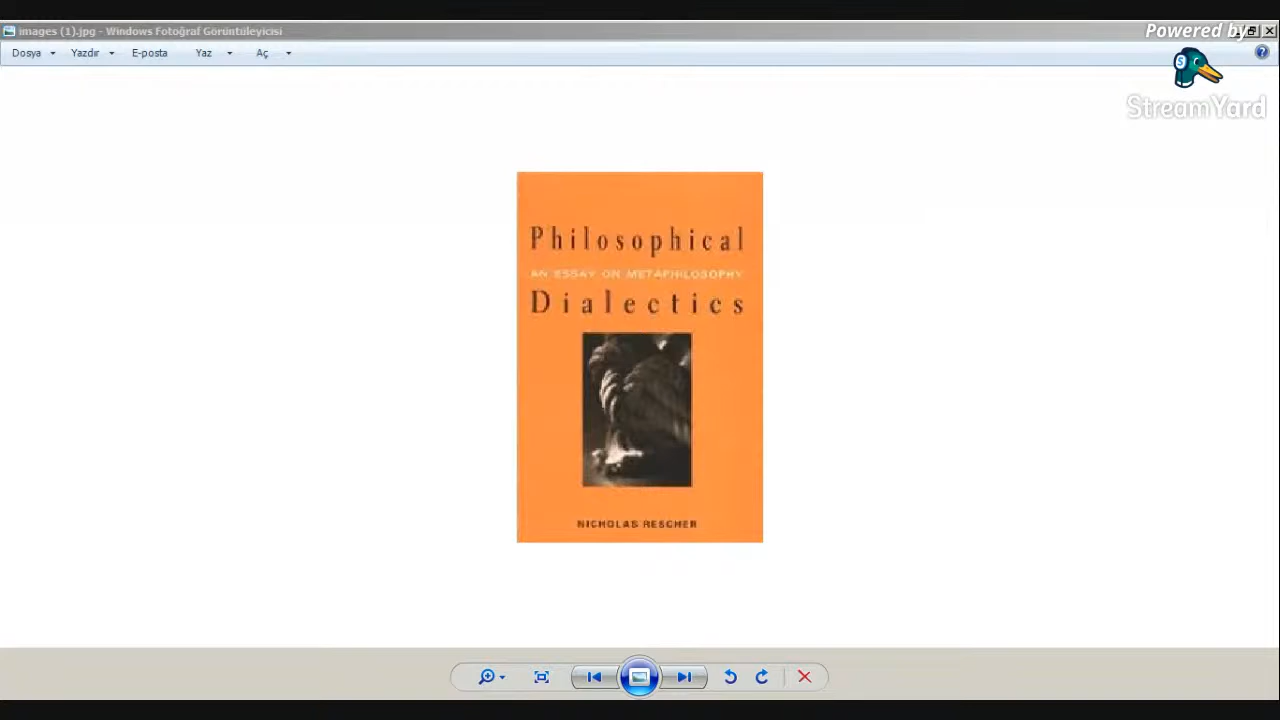 images (1).jpg - Windows Fotoğraf Görüntüleyicisi
Powered by
Dosya Yazdır E-posta Yaz Aç
StreamYard
Philosophical
AN ESSAY ON METAPHILOSOPHY
Dialectics
NICHOLAS RESCHER